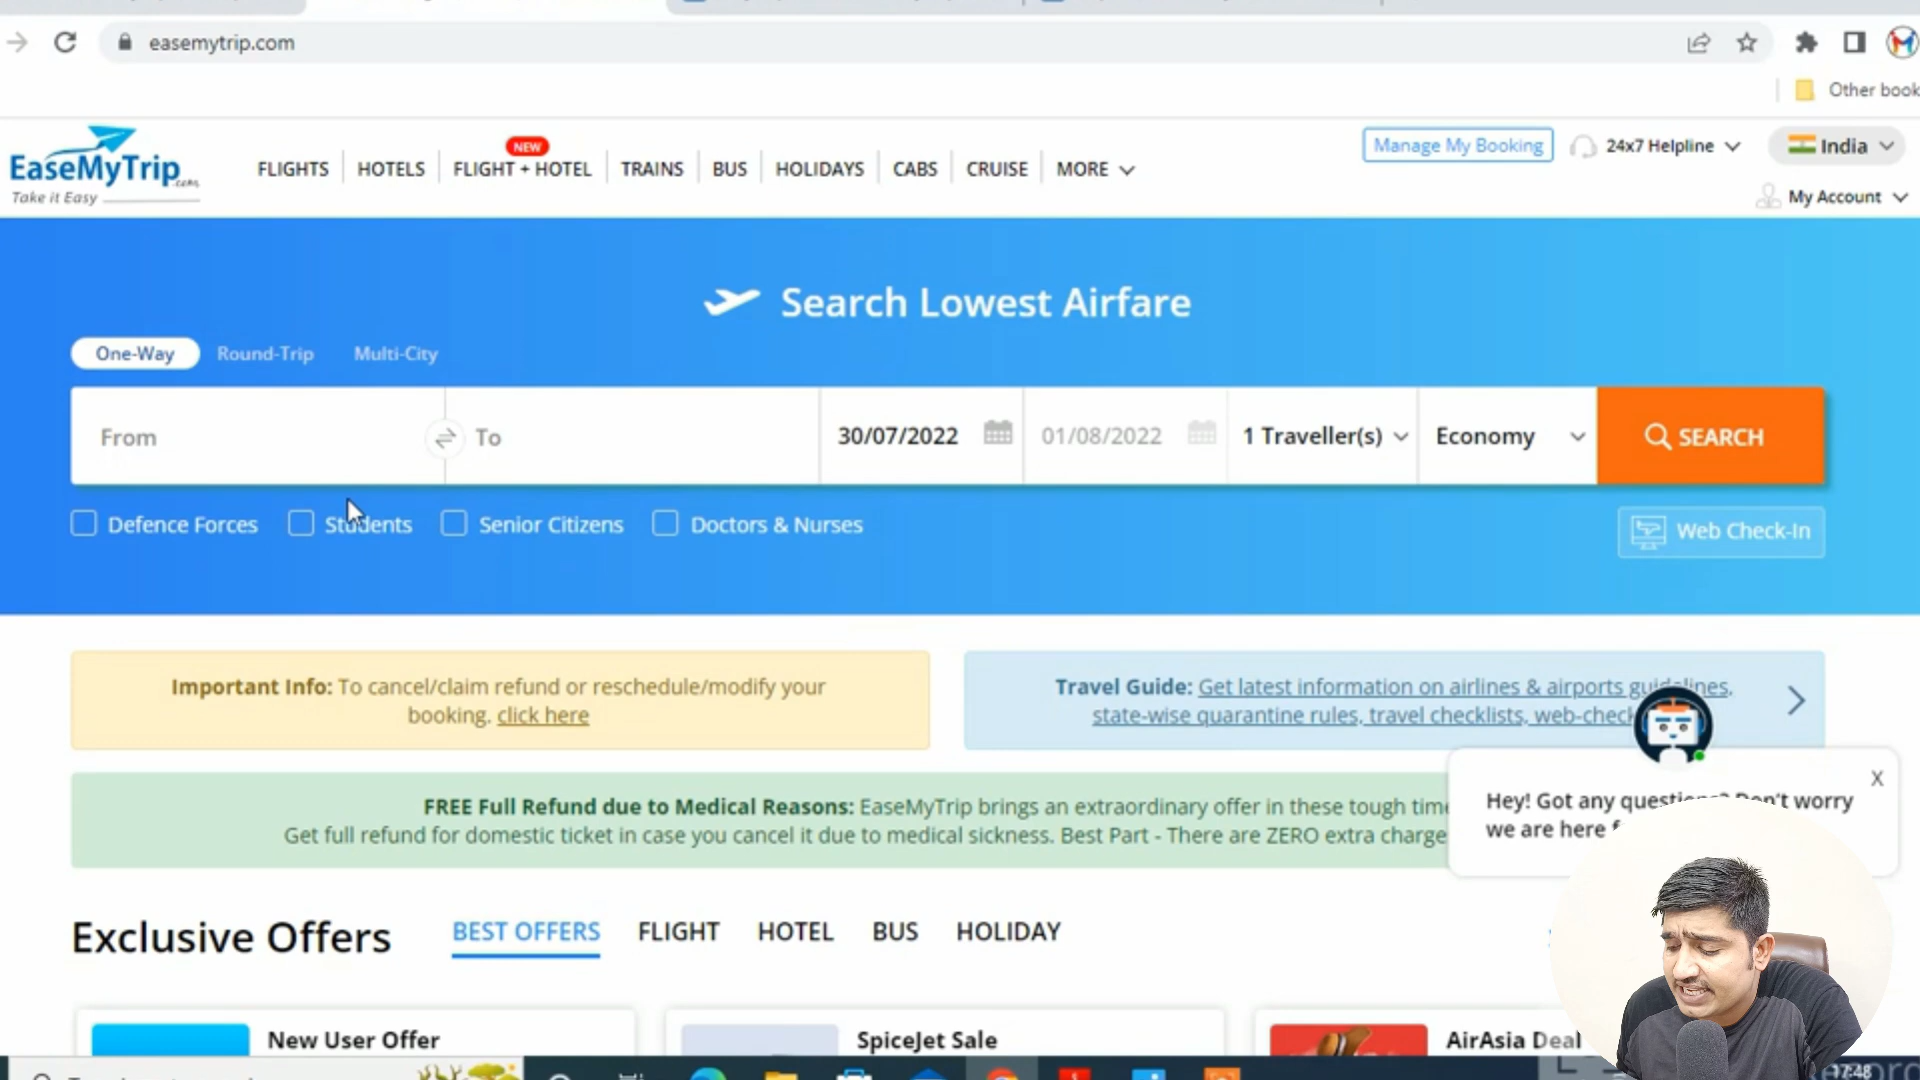 easemytrip.com
Other book
EaseMyTrip.com
Take it Easy
FLIGHTS
HOTELS
NEW
FLIGHT + HOTEL
TRAINS
BUS
HOLIDAYS
CABS
CRUISE
MORE
Manage My Booking
24x7 Helpline
India
My Account
Search Lowest Airfare
One-Way
Round-Trip
Multi-City
From
To
30/07/2022
01/08/2022
1 Traveller(s)
Economy
SEARCH
Defence Forces
Students
Senior Citizens
Doctors & Nurses
Web Check-In
Important Info: To cancel/claim refund or reschedule/modify your
booking. click here
Travel Guide: Get latest information on airlines & airports guidelines,
state-wise quarantine rules, travel checklists, web-check
FREE Full Refund due to Medical Reasons: EaseMyTrip brings an extraordinary offer in these tough time
Get full refund for domestic ticket in case you cancel it due to medical sickness. Best Part - There are ZERO extra charge
X
Hey! Got any questions? Don't worry
we are here
Exclusive Offers
BEST OFFERS
FLIGHT
HOTEL
BUS
HOLIDAY
New User Offer
SpiceJet Sale
AirAsia Deal
17:48